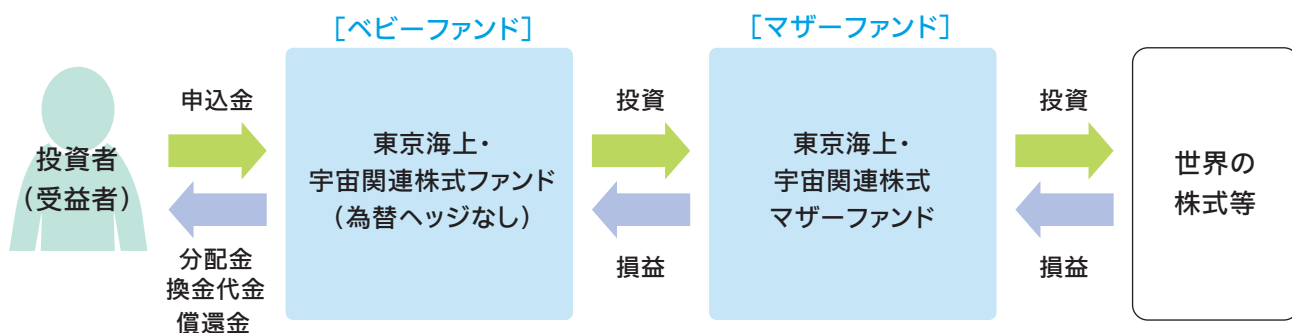 ［ベビーファンド］
［マザーファンド］
投資者
（受益者）
申込金
分配金
換金代金
償還金
東京海上・
宇宙関連株式ファンド
（為替ヘッジなし）
投資
損益
東京海上・
宇宙関連株式
マザーファンド
投資
損益
世界の
株式等